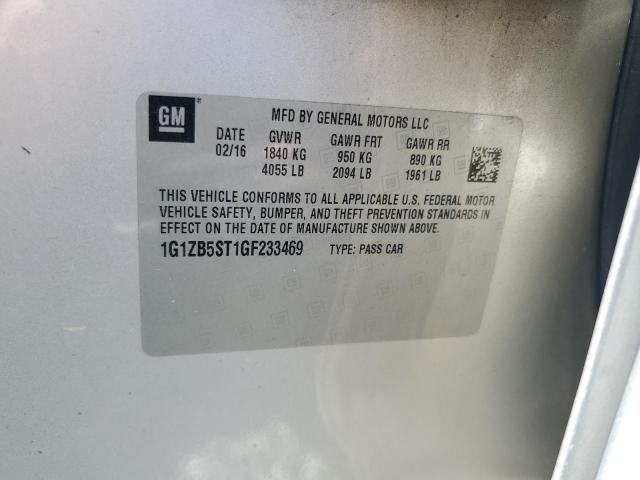 GM
MFD BY GENERAL MOTORS LLC
DATE GVWR GAWR FRT GAWR RR
02/16 1840 KG 950 KG 890 KG
4055 LB 2094 LB 1961 LB
THIS VEHICLE CONFORMS TO ALL APPLICABLE U.S. FEDERAL MOTOR
VEHICLE SAFETY, BUMPER, AND THEFT PREVENTION STANDARDS IN
EFFECT ON THE DATE OF MANUFACTURE SHOWN ABOVE.
1G1ZB5ST1GF233469 TYPE: PASS CAR